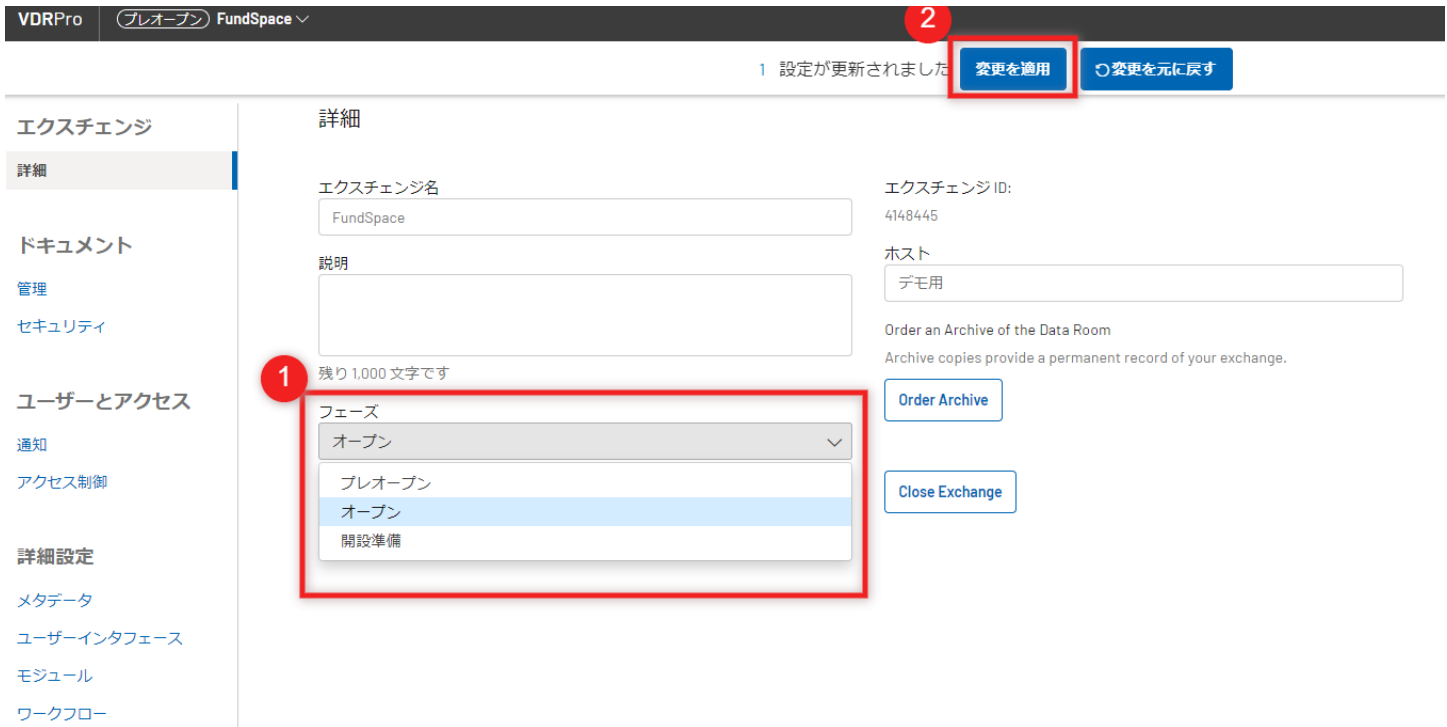 VDRPro プレオープン FundSpace
2
1 設定が更新されました 変更を適用 変更を元に戻す
エクスチェンジ
詳細
ドキュメント
管理
セキュリティ
ユーザーとアクセス
通知
アクセス制御
詳細設定
メタデータ
ユーザーインタフェース
モジュール
ワークフロー
詳細
エクスチェンジ名
FundSpace
説明
残り 1,000 文字です
1
フェーズ
オープン
プレオープン
オープン
開設準備
エクスチェンジ ID:
4148445
ホスト
デモ用
Order an Archive of the Data Room
Archive copies provide a permanent record of your exchange.
Order Archive
Close Exchange